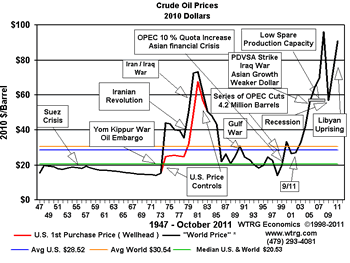 Crude Oil Prices
2010 Dollars
OPEC 10 % Quota Increase
Asian financial Crisis
Low Spare
Production Capacity
PDVSA Strike
Iraq War
Asian Growth
Weaker Dollar
Iran / Iraq
War
Iranian
Revolution
Series of OPEC Cuts
4.2 Million Barrels
Suez
Crisis
Yom Kippur War
Oil Embargo
Gulf
War
Recession
Libyan
Uprising
U.S. Price
Controls
9/11
2010 $/Barrel
$100
$80
$60
$40
$20
$0
47 49 51 53 55 57 59 61 63 65 67 69 71 73 75 77 79 81 83 85 87 89 91 93 95 97 99 01 03 05 07 09 11
1947 - October 2011
WTRG Economics ©1998-2011
www.wtrg.com
(479) 293-4081
U.S. 1st Purchase Price ( Wellhead )
"World Price" *
Avg U.S. $28.52
Avg World $30.54
Median U.S. & World $20.53